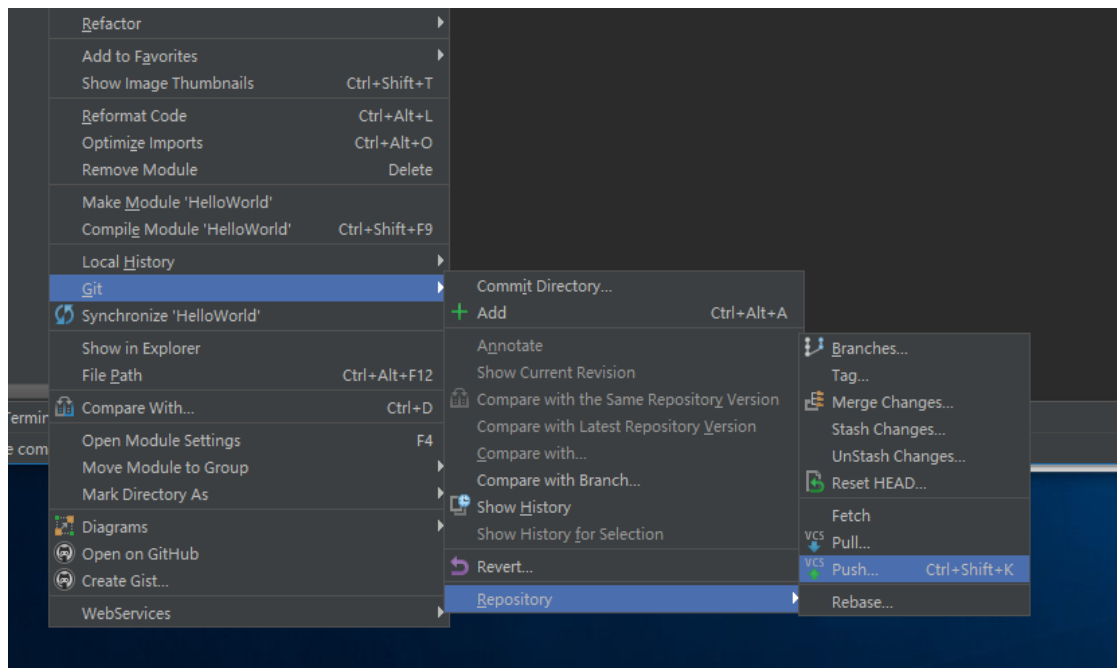 Refactor
Add to Favorites
Show Image Thumbnails Ctrl+Shift+T
Reformat Code Ctrl+Alt+L
Optimize Imports Ctrl+Alt+O
Remove Module Delete
Make Module 'HelloWorld'
Compile Module 'HelloWorld' Ctrl+Shift+F9
Local History
Git
Synchronize 'HelloWorld'
Show in Explorer
File Path Ctrl+Alt+F12
Compare With... Ctrl+D
Open Module Settings F4
Move Module to Group
Mark Directory As
Diagrams
Open on GitHub
Create Gist...
WebServices
Commit Directory...
Add Ctrl+Alt+A
Annotate
Show Current Revision
Compare with the Same Repository Version
Compare with Latest Repository Version
Compare with...
Compare with Branch...
Show History
Show History for Selection
Revert...
Repository
Branches...
Tag...
Merge Changes...
Stash Changes...
UnStash Changes...
Reset HEAD...
Fetch
VCS Pull...
VCS Push... Ctrl+Shift+K
Rebase...